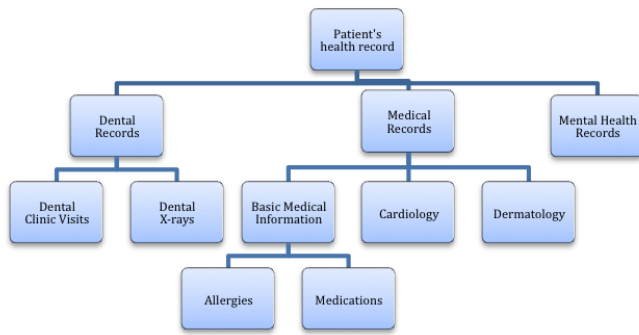 Patient's
health record
Dental
Records
Medical
Records
Mental Health
Records
Dental
Clinic Visits
Dental
X-rays
Basic Medical
Information
Cardiology
Dermatology
Allergies
Medications